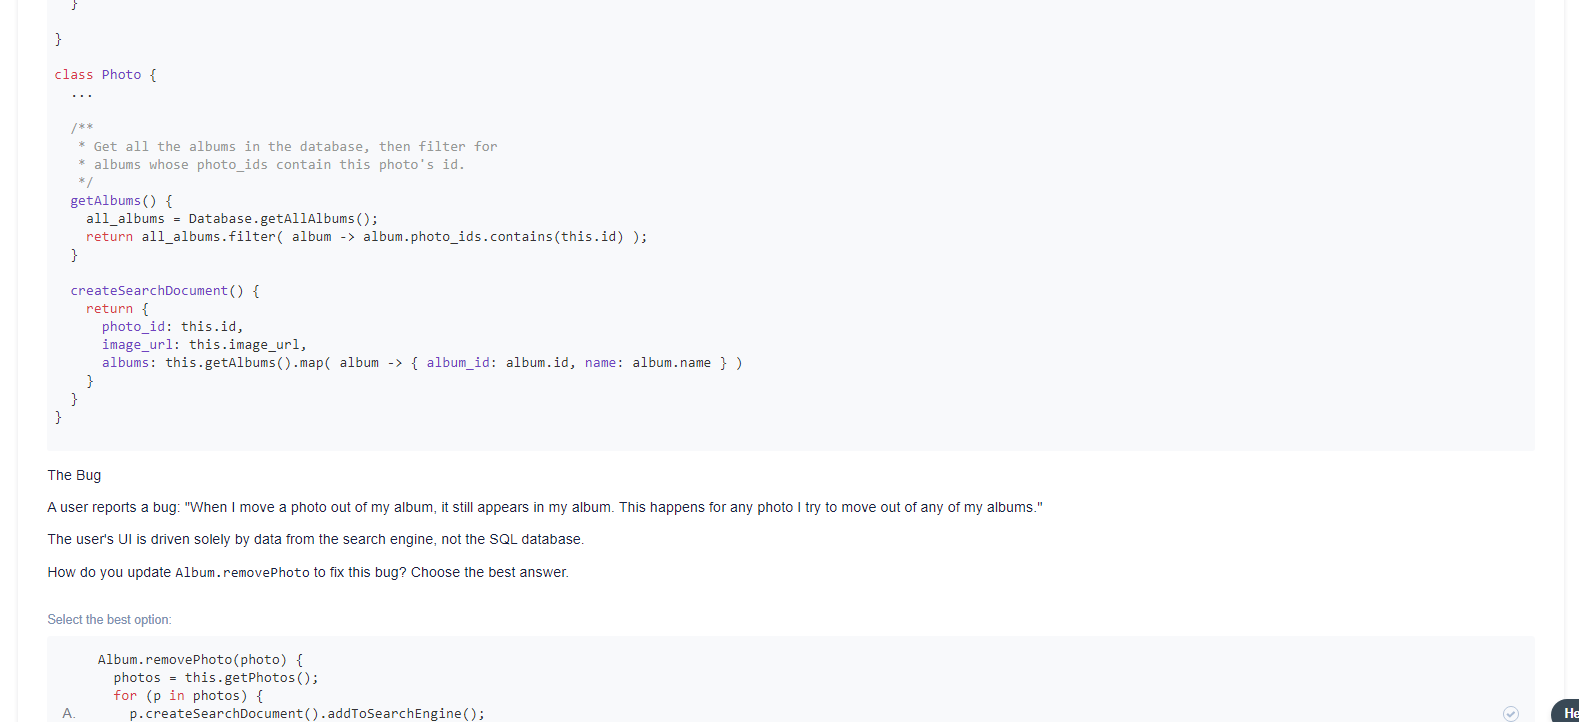 }
}
class Photo {
...
/**
* Get all the albums in the database, then filter for
* albums whose photo_ids contain this photo's id.
*/
getAlbums() {
all_albums = Database.getAllAlbums();
return all_albums.filter( album -> album.photo_ids.contains(this.id) );
}
createSearchDocument() {
return {
photo_id: this.id,
image_url: this.image_url,
albums: this.getAlbums().map( album -> { album_id: album.id, name: album.name } )
}
}
}
The Bug
A user reports a bug: "When I move a photo out of my album, it still appears in my album. This happens for any photo I try to move out of any of my albums."
The user's UI is driven solely by data from the search engine, not the SQL database.
How do you update Album.removePhoto to fix this bug? Choose the best answer.
Select the best option:
Album.removePhoto(photo) {
photos = this.getPhotos();
for (p in photos) {
A. p.createSearchDocument().addToSearchEngine();